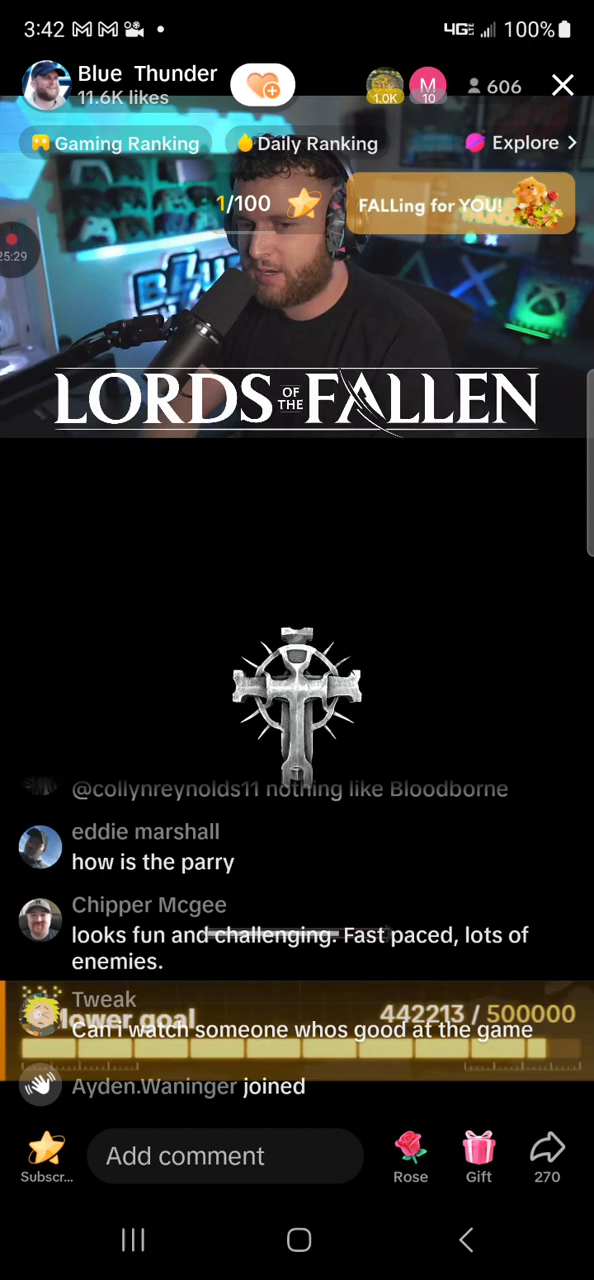 3:42
4G LTE 100%
Blue Thunder
11.6K likes
1.0K
M
10
606
Gaming Ranking
Daily Ranking
Explore
1/100
FALLing for YOU!
25:29
LORDS OF THE FALLEN
@collynreynolds11 nothing like Bloodborne
eddie marshall
how is the parry
Chipper Mcgee
looks fun and challenging. Fast paced, lots of
enemies.
Tweak
lower goal 442213 / 500000
Can i watch someone whos good at the game
Ayden.Waninger joined
Subscr...
Add comment
Rose
Gift
270